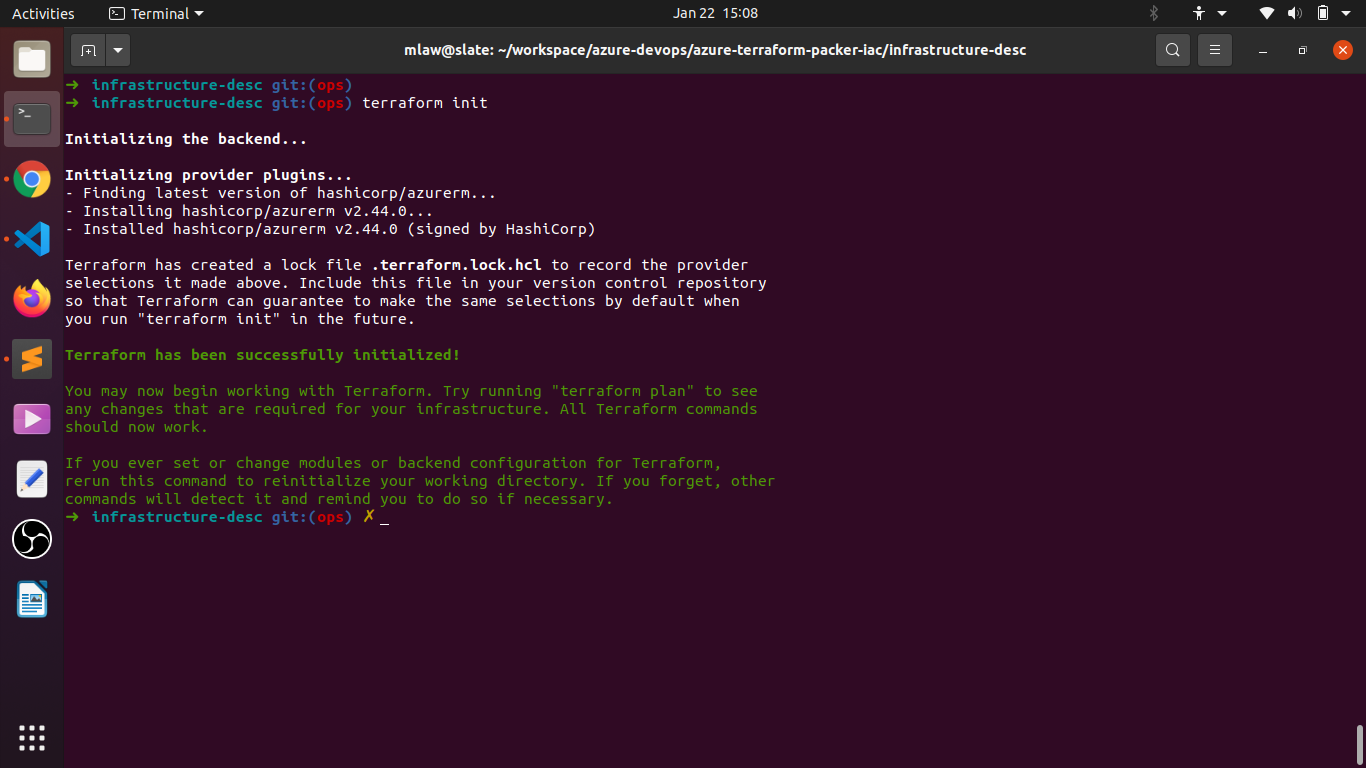 Activities
Terminal
Jan 22 15:08
mlaw@slate: ~/workspace/azure-devops/azure-terraform-packer-iac/infrastructure-desc
➜ infrastructure-desc git:(ops)
➜ infrastructure-desc git:(ops) terraform init
Initializing the backend...
Initializing provider plugins...
- Finding latest version of hashicorp/azurerm...
- Installing hashicorp/azurerm v2.44.0...
- Installed hashicorp/azurerm v2.44.0 (signed by HashiCorp)
Terraform has created a lock file .terraform.lock.hcl to record the provider
selections it made above. Include this file in your version control repository
so that Terraform can guarantee to make the same selections by default when
you run "terraform init" in the future.
Terraform has been successfully initialized!
You may now begin working with Terraform. Try running "terraform plan" to see
any changes that are required for your infrastructure. All Terraform commands
should now work.
If you ever set or change modules or backend configuration for Terraform,
rerun this command to reinitialize your working directory. If you forget, other
commands will detect it and remind you to do so if necessary.
➜ infrastructure-desc git:(ops) ✗ _